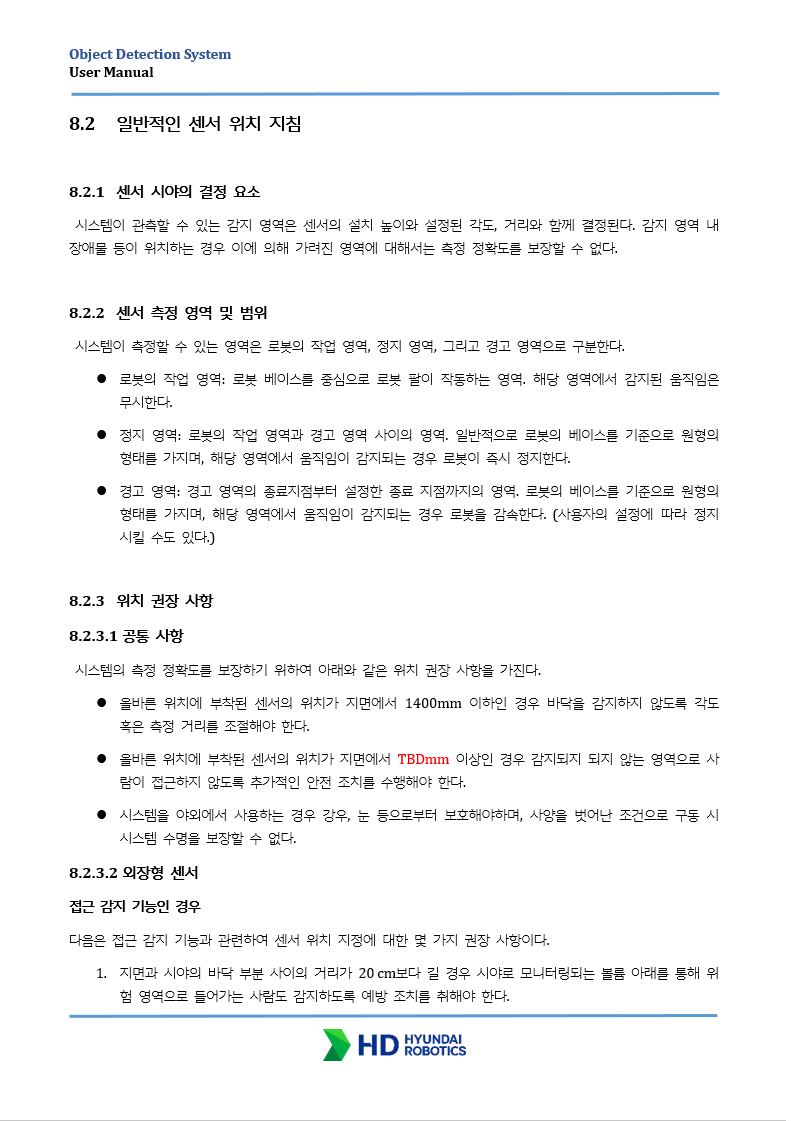 Object Detection System
User Manual
8.2 일반적인 센서 위치 지침
8.2.1 센서 시야의 결정 요소
시스템이 관측할 수 있는 감지 영역은 센서의 설치 높이와 설정된 각도, 거리와 함께 결정된다. 감지 영역 내
장애물 등이 위치하는 경우 이에 의해 가려진 영역에 대해서는 측정 정확도를 보장할 수 없다.
8.2.2 센서 측정 영역 및 범위
시스템이 측정할 수 있는 영역은 로봇의 작업 영역, 정지 영역, 그리고 경고 영역으로 구분한다.
● 로봇의 작업 영역: 로봇 베이스를 중심으로 로봇 팔이 작동하는 영역. 해당 영역에서 감지된 움직임은
무시한다.
● 정지 영역: 로봇의 작업 영역과 경고 영역 사이의 영역. 일반적으로 로봇의 베이스를 기준으로 원형의
형태를 가지며, 해당 영역에서 움직임이 감지되는 경우 로봇이 즉시 정지한다.
● 경고 영역: 경고 영역의 종료지점부터 설정한 종료 지점까지의 영역. 로봇의 베이스를 기준으로 원형의
형태를 가지며, 해당 영역에서 움직임이 감지되는 경우 로봇을 감속한다. (사용자의 설정에 따라 정지
시킬 수도 있다.)
8.2.3 위치 권장 사항
8.2.3.1 공통 사항
시스템의 측정 정확도를 보장하기 위하여 아래와 같은 위치 권장 사항을 가진다.
● 올바른 위치에 부착된 센서의 위치가 지면에서 1400mm 이하인 경우 바닥을 감지하지 않도록 각도
혹은 측정 거리를 조절해야 한다.
● 올바른 위치에 부착된 센서의 위치가 지면에서 TBDmm 이상인 경우 감지되지 되지 않는 영역으로 사
람이 접근하지 않도록 추가적인 안전 조치를 수행해야 한다.
● 시스템을 야외에서 사용하는 경우 강우, 눈 등으로부터 보호해야하며, 사양을 벗어난 조건으로 구동 시
시스템 수명을 보장할 수 없다.
8.2.3.2 외장형 센서
접근 감지 기능인 경우
다음은 접근 감지 기능과 관련하여 센서 위치 지정에 대한 몇 가지 권장 사항이다.
1. 지면과 시야의 바닥 부분 사이의 거리가 20 cm보다 길 경우 시야로 모니터링되는 볼륨 아래를 통해 위
험 영역으로 들어가는 사람도 감지하도록 예방 조치를 취해야 한다.
HD HYUNDAI
ROBOTICS